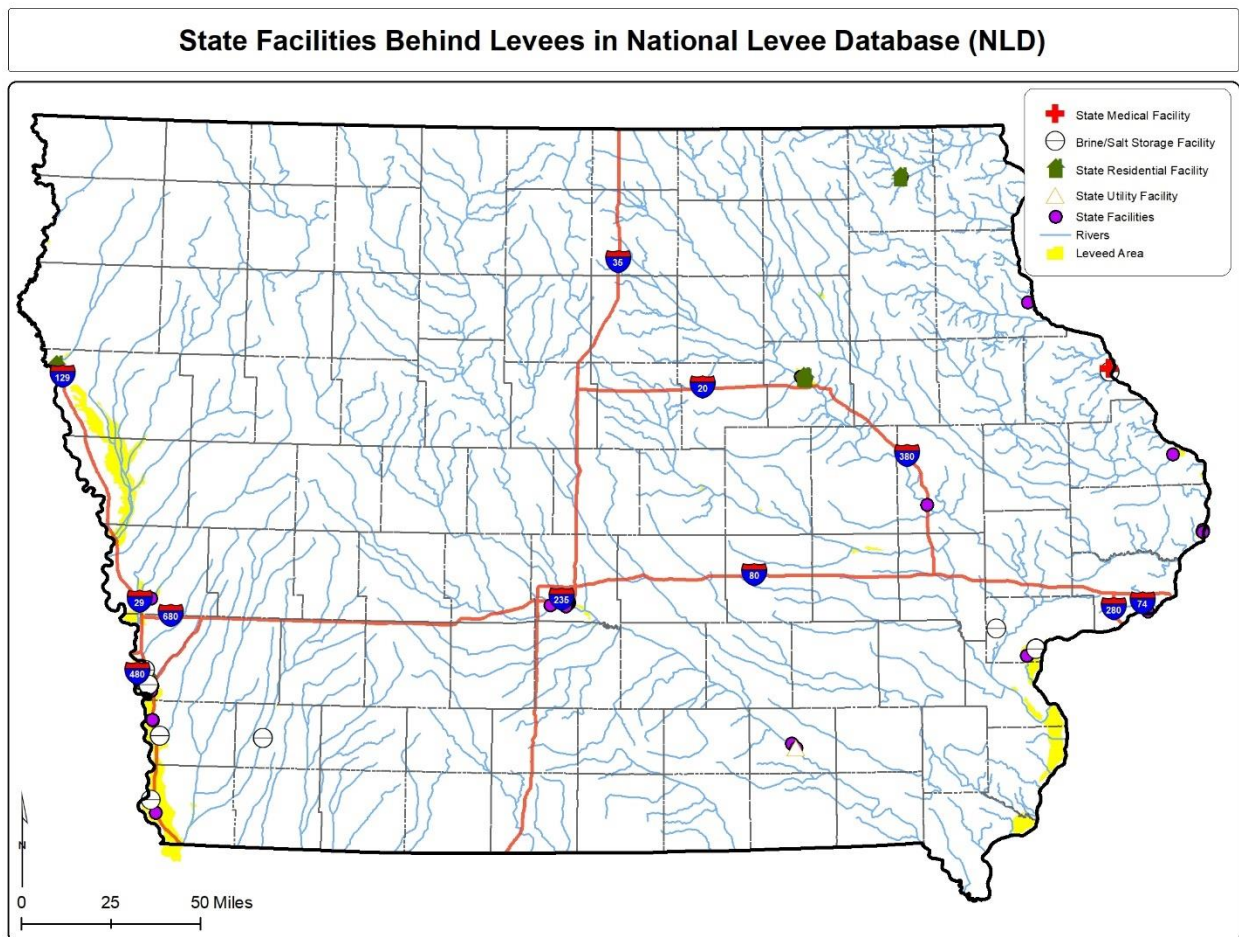 State Facilities Behind Levees in National Levee Database (NLD)
State Medical Facility
Brine/Salt Storage Facility
State Residential Facility
State Utility Facility
State Facilities
Rivers
Leveed Area
35
129
20
380
80
29
680
235
280
74
480
N
0 25 50 Miles